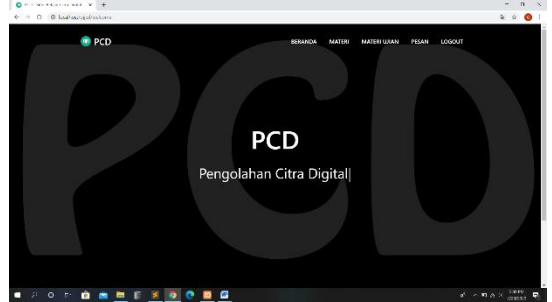 PCD
BERANDA MATERI MATERI UJIAN PESAN LOGOUT
PCD
PCD
Pengolahan Citra Digital